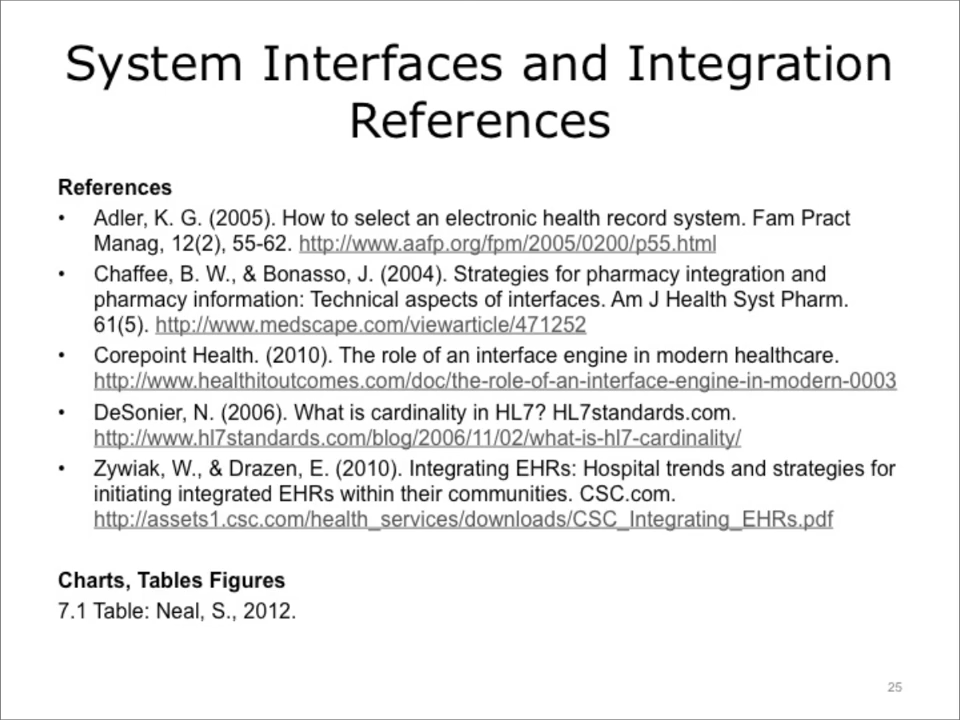 System Interfaces and Integration
References
References
• Adler, K. G. (2005). How to select an electronic health record system. Fam Pract
Manag, 12(2), 55-62. http://www.aafp.org/fpm/2005/0200/p55.html
• Chaffee, B. W., & Bonasso, J. (2004). Strategies for pharmacy integration and
pharmacy information: Technical aspects of interfaces. Am J Health Syst Pharm.
61(5). http://www.medscape.com/viewarticle/471252
• Corepoint Health. (2010). The role of an interface engine in modern healthcare.
http://www.healthitoutcomes.com/doc/the-role-of-an-interface-engine-in-modern-0003
• DeSonier, N. (2006). What is cardinality in HL7? HL7standards.com.
http://www.hl7standards.com/blog/2006/11/02/what-is-hl7-cardinality/
• Zywiak, W., & Drazen, E. (2010). Integrating EHRs: Hospital trends and strategies for
initiating integrated EHRs within their communities. CSC.com.
http://assets1.csc.com/health_services/downloads/CSC_Integrating_EHRs.pdf
Charts, Tables Figures
7.1 Table: Neal, S., 2012.
25